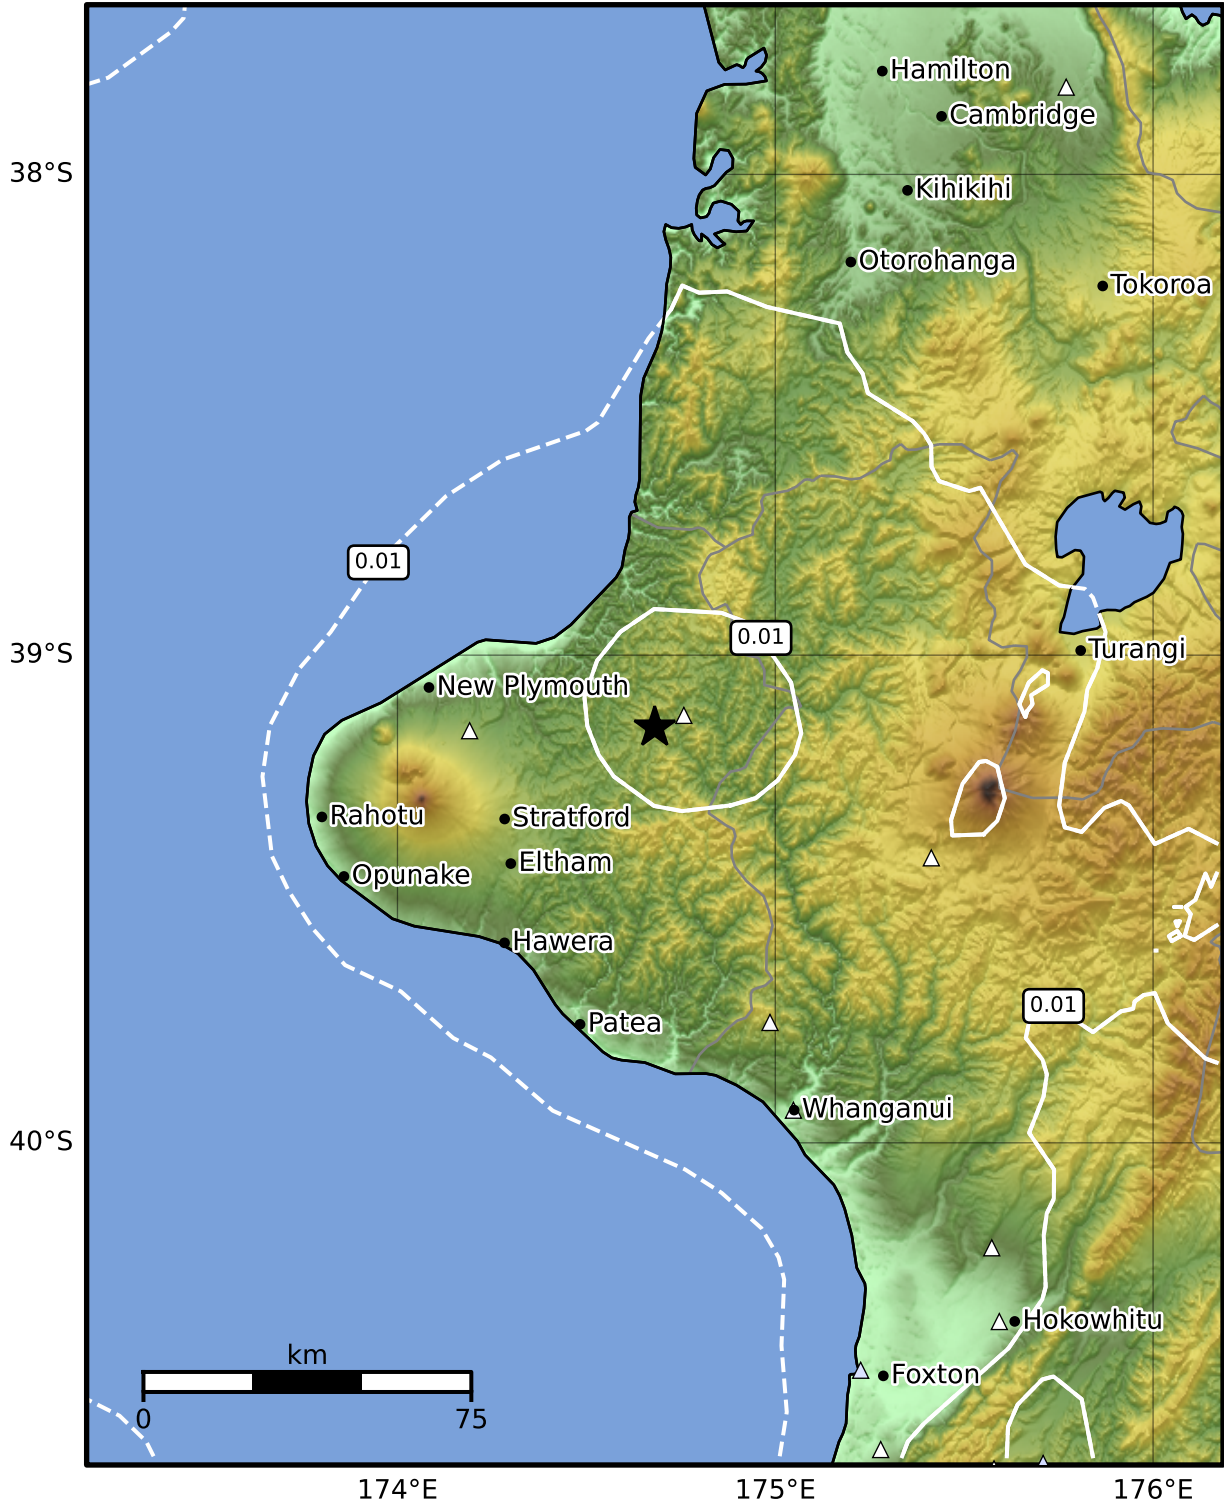 Hamilton
Cambridge
38°S
Kihikihi
Otorohanga
Tokoroa
0.01
0.01
39°S
Turangi
New Plymouth
Rahotu
Stratford
Eltham
Opunake
Hawera
0.01
Patea
Whanganui
40°S
Hokowhitu
km
Foxton
0
75
174°E
175°E
176°E